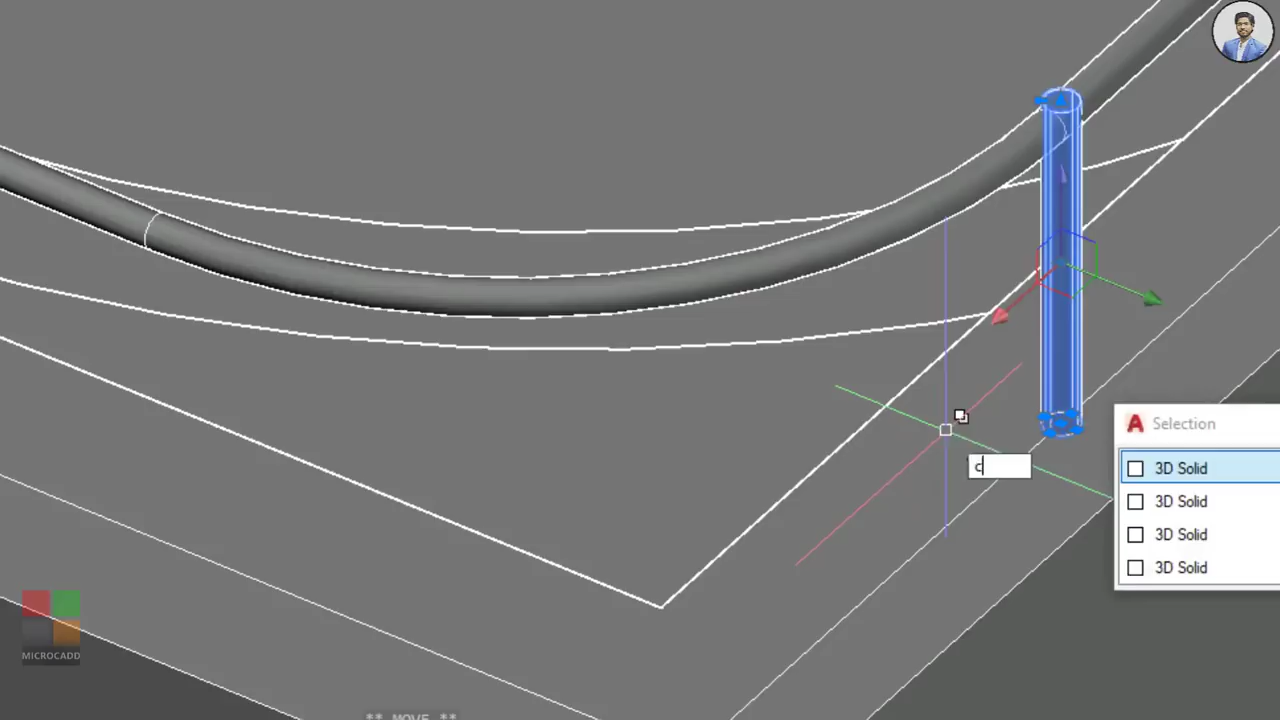 Selection
c
3D Solid
3D Solid
3D Solid
3D Solid
MICROCADD
** MOVE **